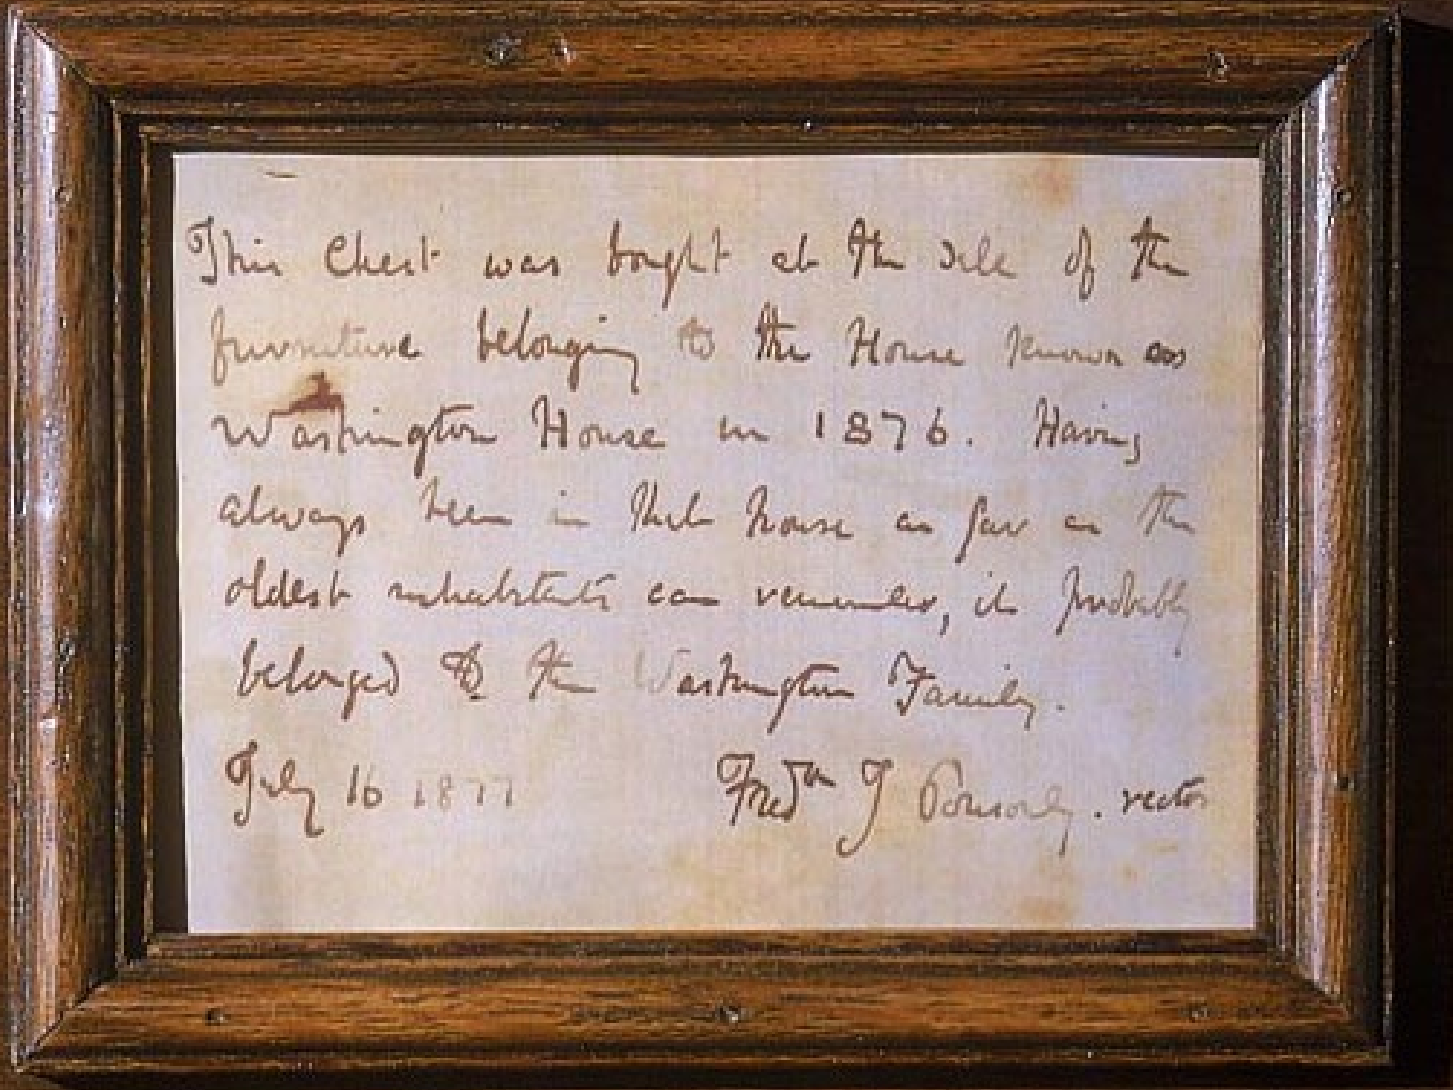 This Chest was bought at the sale of the
furniture belonging to the House known as
Washington House in 1876. Having
always been in that house as far as the
oldest inhabitants can remember, it probably
belonged to the Washington Family.
July 16 1877 Fredk J Ponsonby. rector